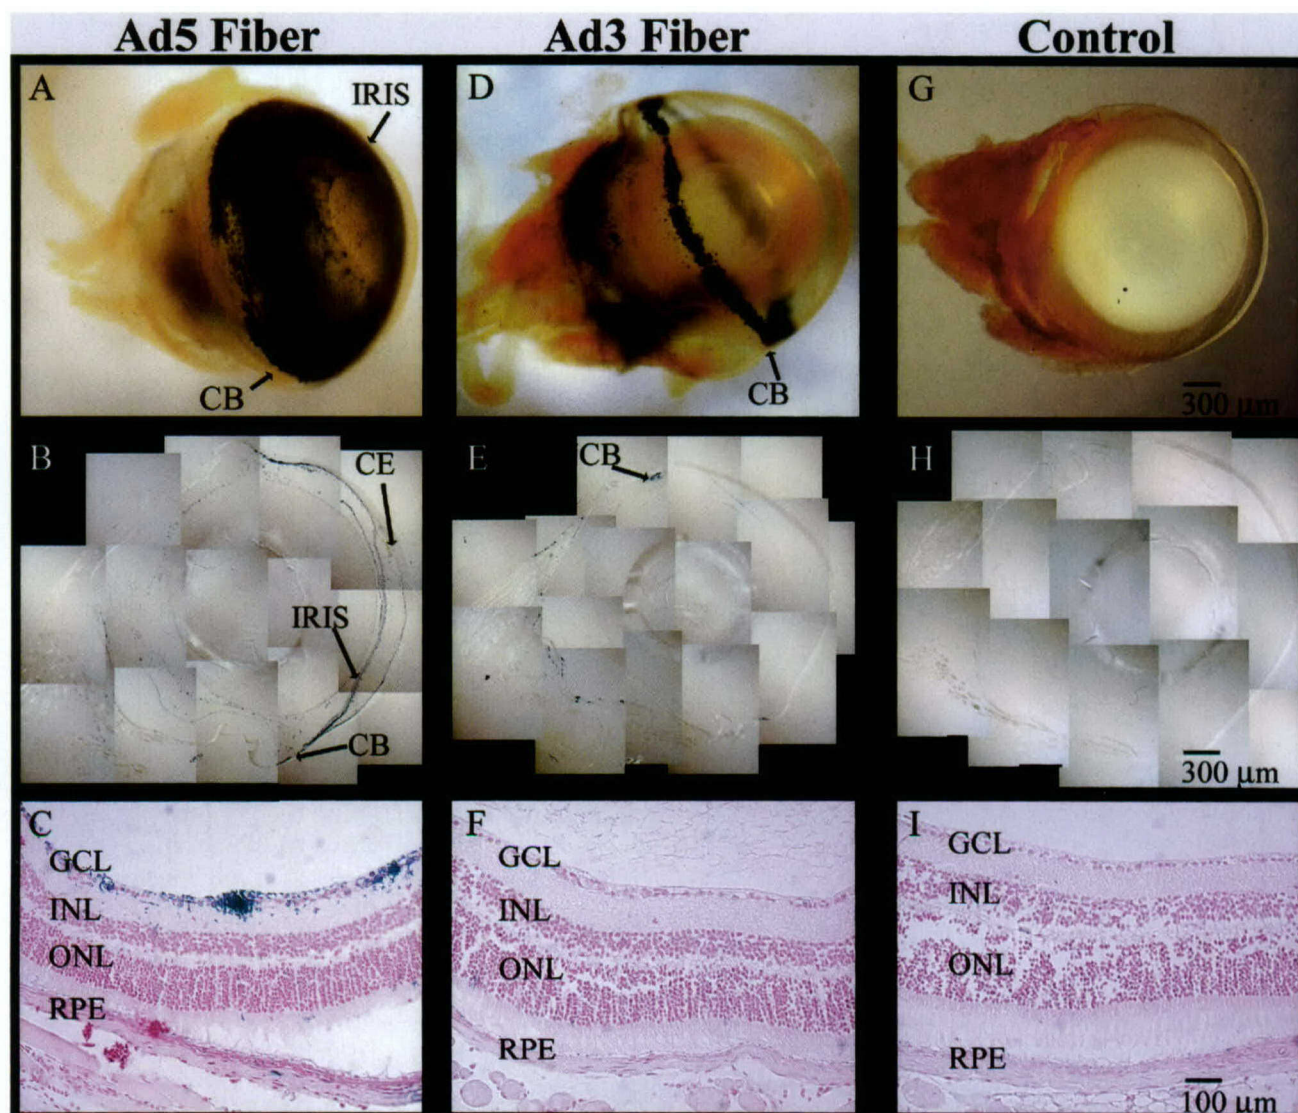 Ad5 Fiber
Ad3 Fiber
Control
A
IRIS
CB
D
CB
G
300 µm
B
CE
IRIS
CB
E
CB
H
300 µm
C
GCL
INL
ONL
RPE
F
GCL
INL
ONL
RPE
I
GCL
INL
ONL
RPE
100 µm